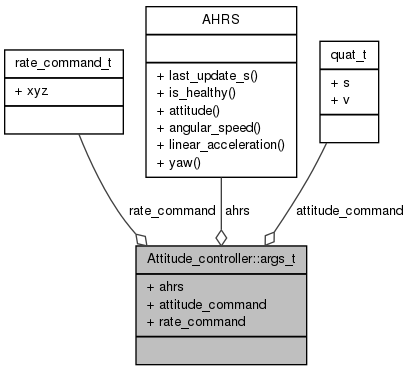 AHRS
+ last_update_s()
+ is_healthy()
+ attitude()
+ angular_speed()
+ linear_acceleration()
+ yaw()
rate_command_t
+ xyz
quat_t
+ s
+ v
rate_command
ahrs
attitude_command
Attitude_controller::args_t
+ ahrs
+ attitude_command
+ rate_command